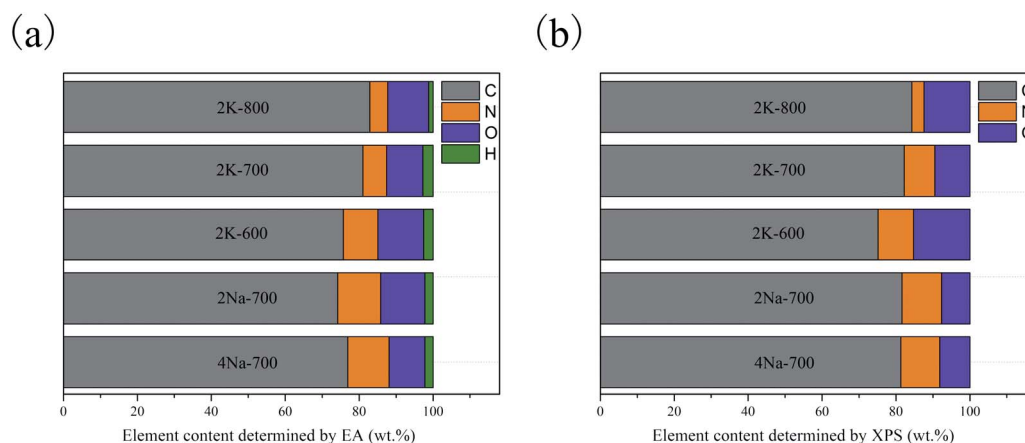 (a)
2K-800
2K-700
2K-600
2Na-700
4Na-700
C
N
O
H
0 20 40 60 80 100
Element content determined by EA (wt.%)
(b)
2K-800
2K-700
2K-600
2Na-700
4Na-700
0 20 40 60 80 100
Element content determined by XPS (wt.%)